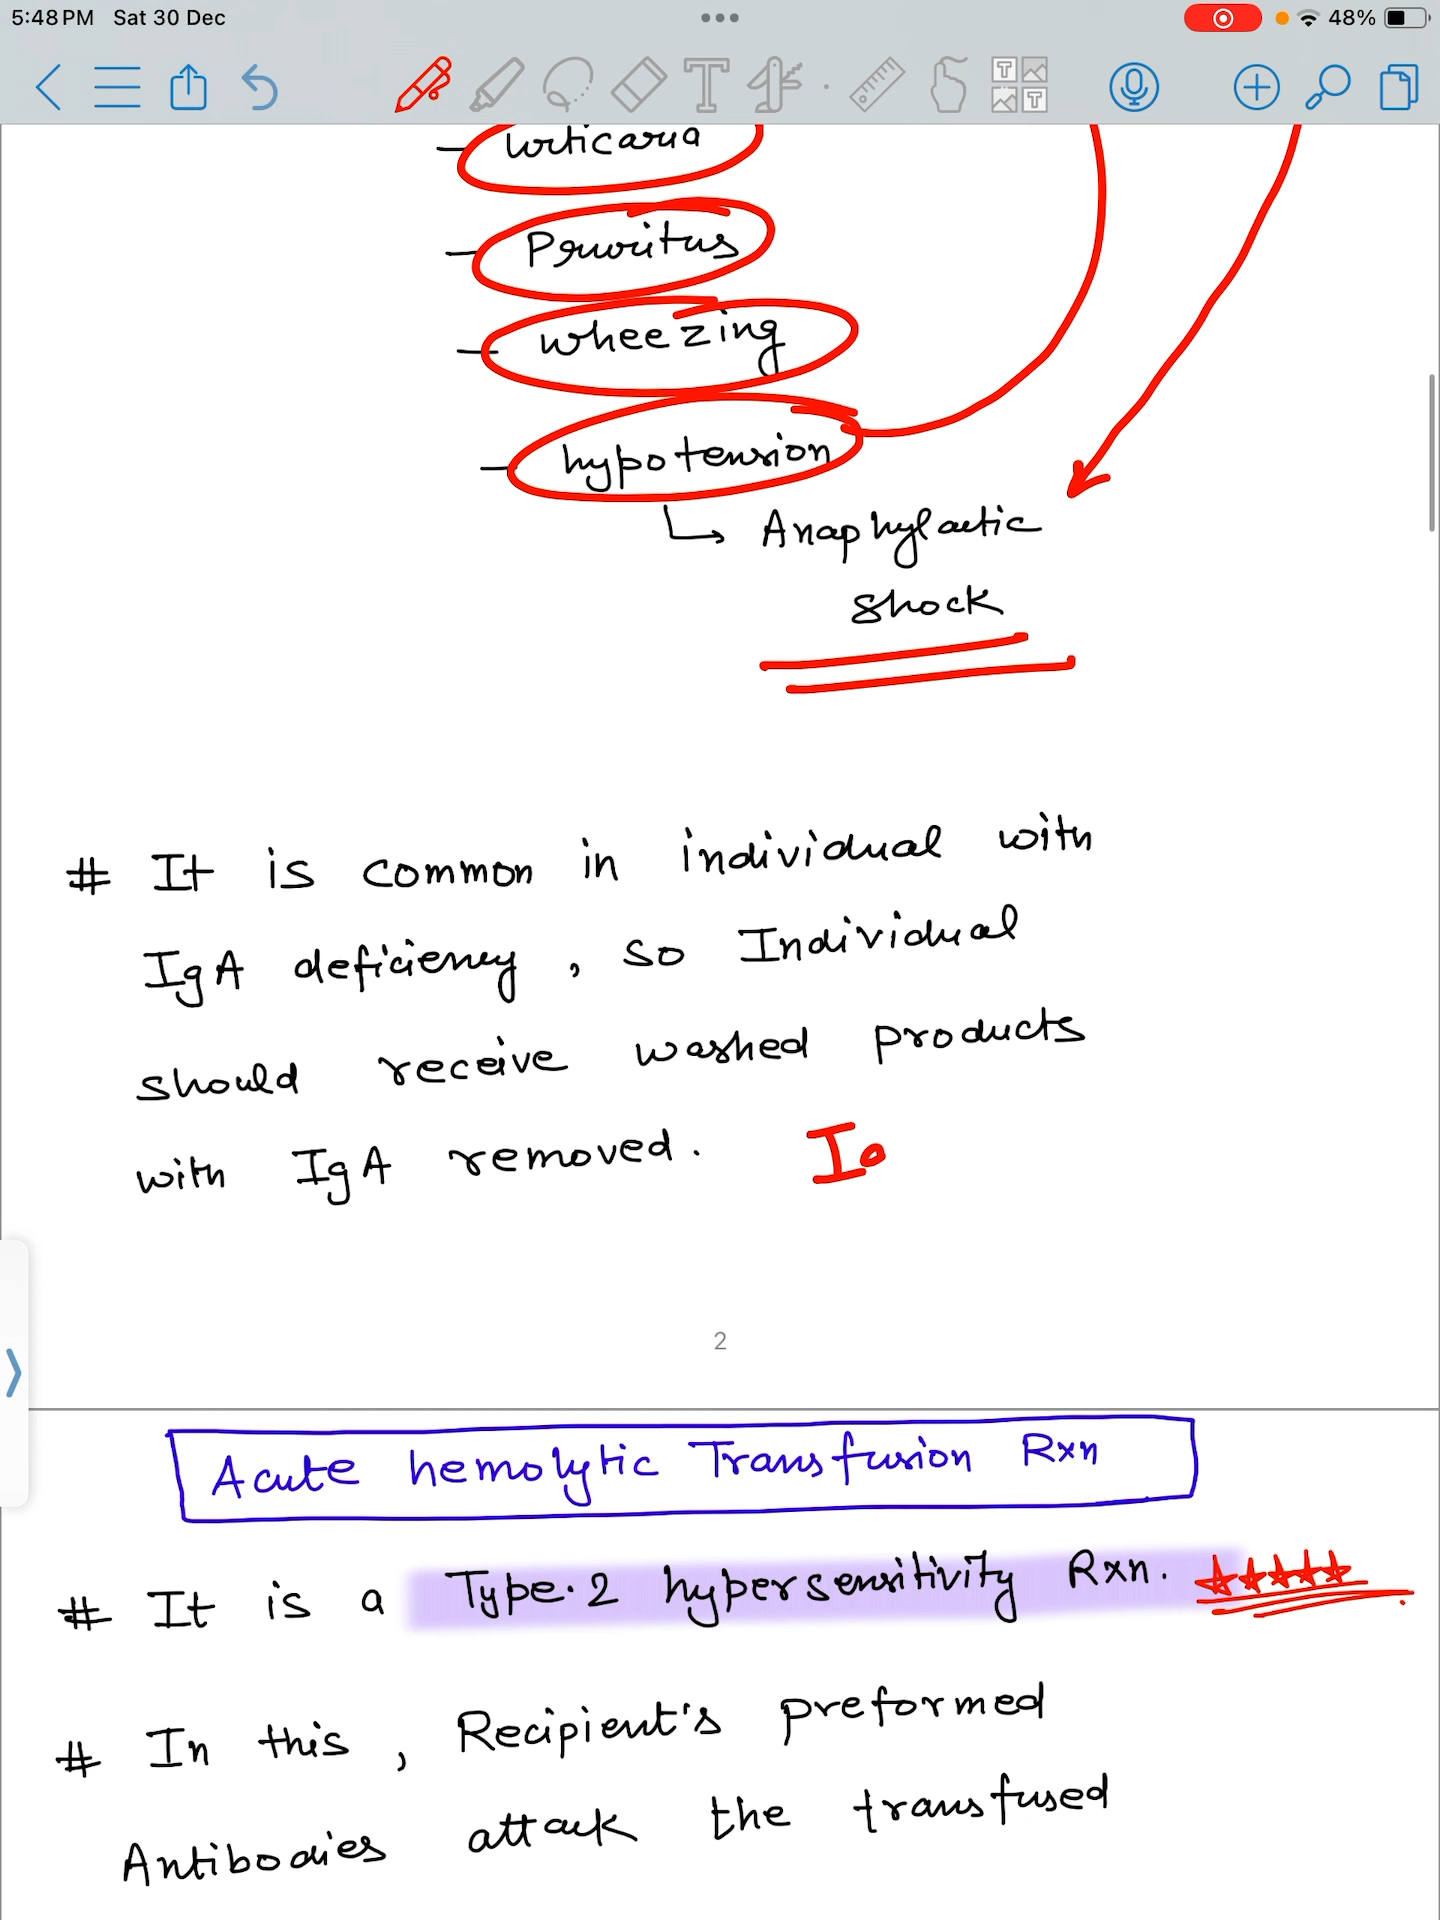 5:48 PM Sat 30 Dec
48%
- Urticaria
- Pruritus
- wheezing
- hypotension
↳ Anaphylactic
shock
# It is common in individual with
IgA deficiency, so Individual
should receive washed products
with IgA removed. I
2
Acute hemolytic Transfusion Rxn
# It is a Type-2 hypersensitivity Rxn. ☆☆☆☆☆
# In this, Recipient's preformed
Antibodies attack the transfused